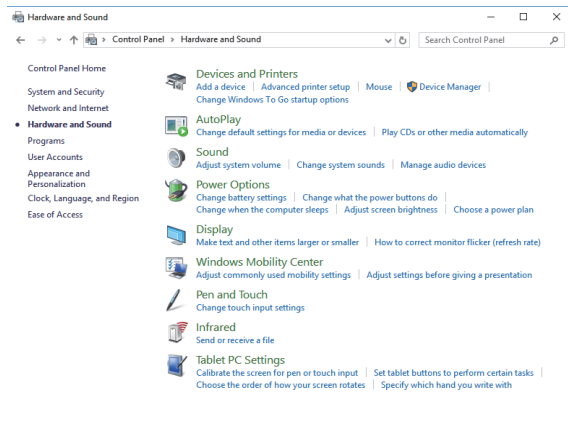 Hardware and Sound
Control Panel > Hardware and Sound
Search Control Panel
Control Panel Home
System and Security
Network and Internet
Hardware and Sound
Programs
User Accounts
Appearance and
Personalization
Clock, Language, and Region
Ease of Access
Devices and Printers
Add a device | Advanced printer setup | Mouse | Device Manager |
Change Windows To Go startup options
AutoPlay
Change default settings for media or devices | Play CDs or other media automatically
Sound
Adjust system volume | Change system sounds | Manage audio devices
Power Options
Change battery settings | Change what the power buttons do |
Change when the computer sleeps | Adjust screen brightness | Choose a power plan
Display
Make text and other items larger or smaller | How to correct monitor flicker (refresh rate)
Windows Mobility Center
Adjust commonly used mobility settings | Adjust settings before giving a presentation
Pen and Touch
Change touch input settings
Infrared
Send or receive a file
Tablet PC Settings
Calibrate the screen for pen or touch input | Set tablet buttons to perform certain tasks |
Choose the order of how your screen rotates | Specify which hand you write with